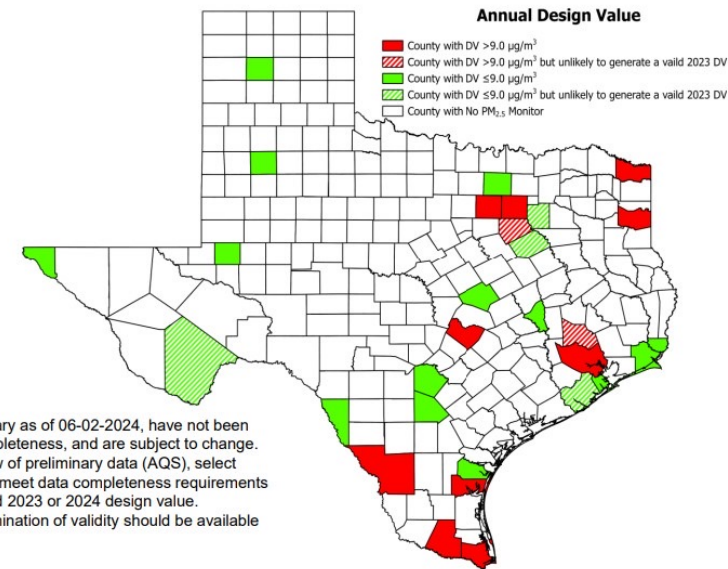 Annual Design Value
County with DV >9.0 µg/m³
County with DV >9.0 µg/m³ but unlikely to generate a vaild 2023 DV
County with DV ≤9.0 µg/m³
County with DV ≤9.0 µg/m³ but unlikely to generate a vaild 2023 DV
County with No PM₂.₅ Monitor
ary as of 06-02-2024, have not been
pleteness, and are subject to change.
w of preliminary data (AQS), select
meet data completeness requirements
d 2023 or 2024 design value.
mination of validity should be available